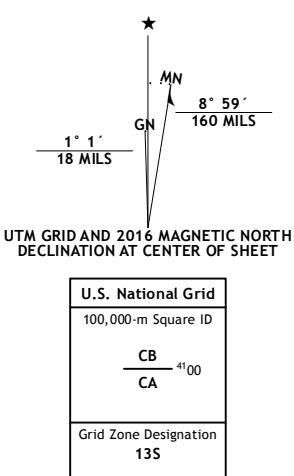 ★
MN
8° 59´
160 MILS
GN
1° 1´
18 MILS
UTM GRID AND 2016 MAGNETIC NORTH
DECLINATION AT CENTER OF SHEET
U.S. National Grid
100,000-m Square ID
CB
4100
CA
Grid Zone Designation
13S